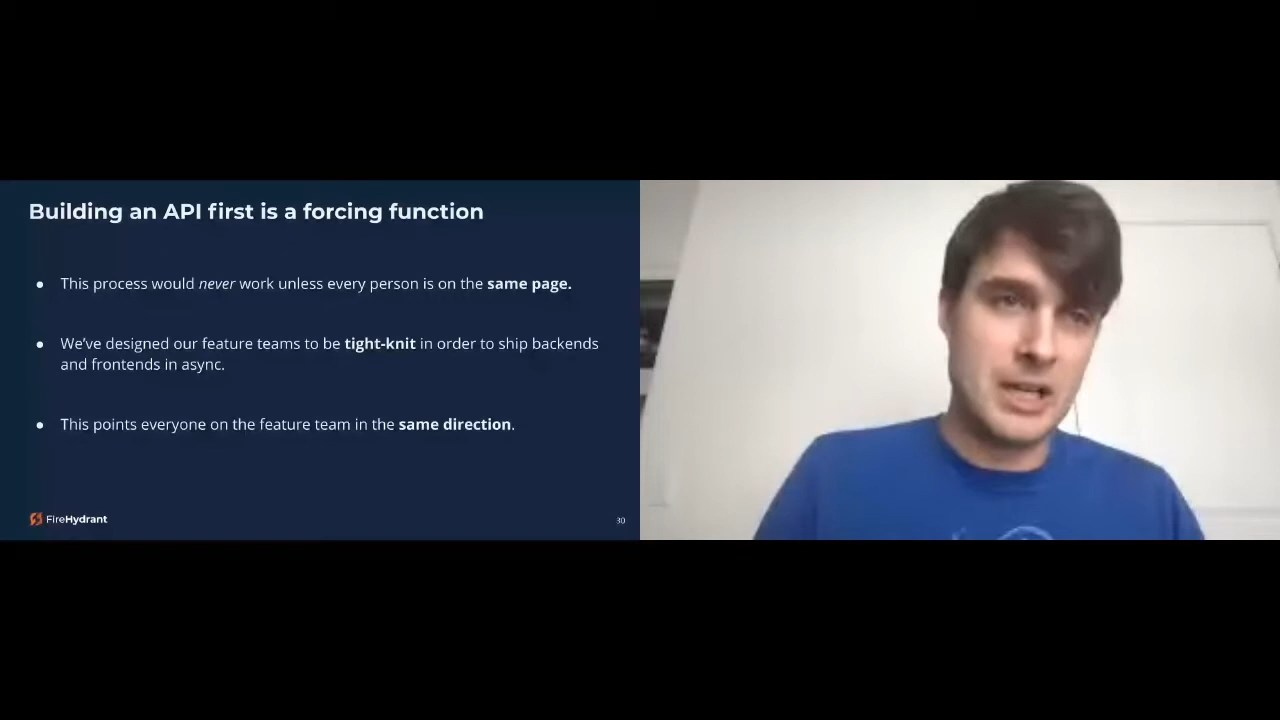 Building an API first is a forcing function
● This process would never work unless every person is on the same page.
● We’ve designed our feature teams to be tight-knit in order to ship backends
and frontends in async.
● This points everyone on the feature team in the same direction.
FireHydrant
30